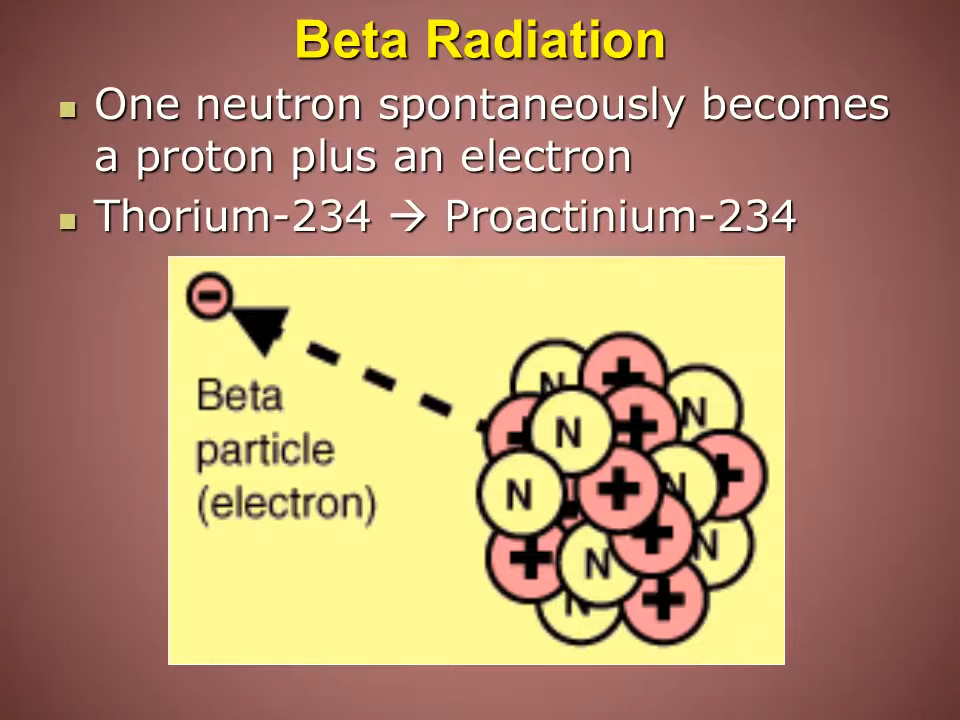 Beta Radiation
One neutron spontaneously becomes
a proton plus an electron
Thorium-234 → Proactinium-234
-
Beta
particle
(electron)
N
+
N
+
+
N
N
+
+
N
+
N
+
N
N
+
N